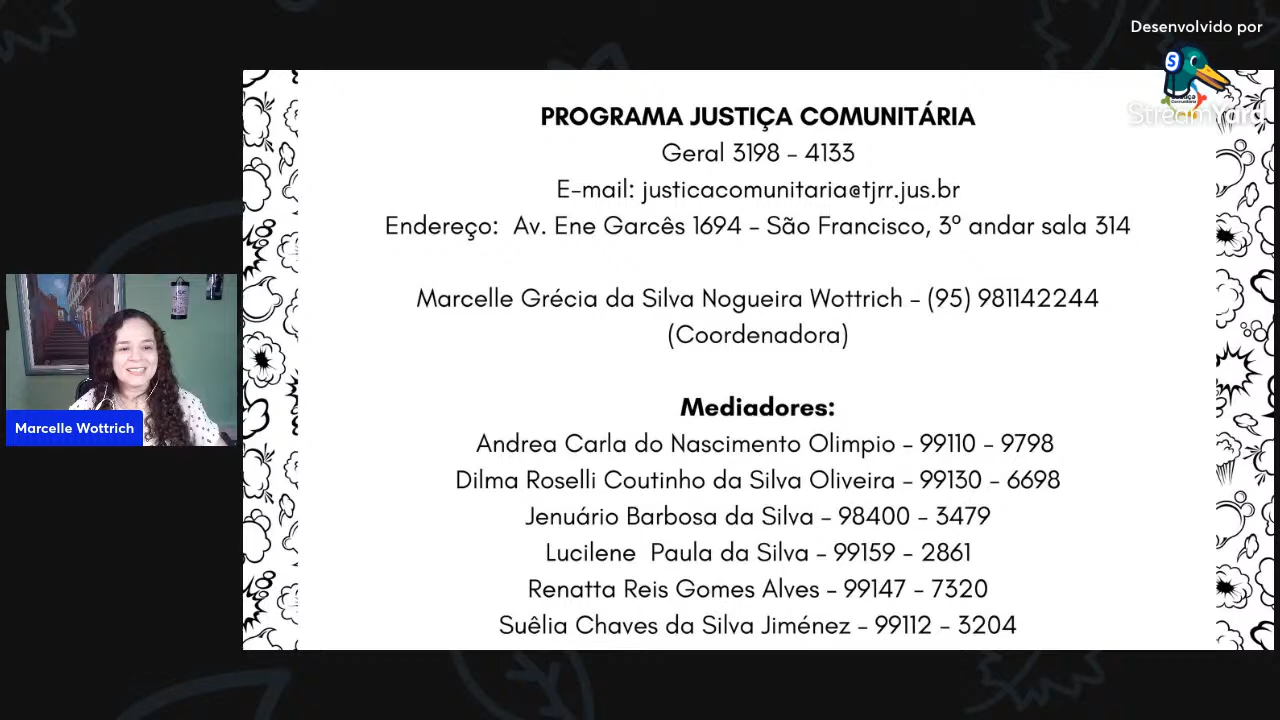 Desenvolvido por
StreamYard
Justiça
Comunitária
PROGRAMA JUSTIÇA COMUNITÁRIA
Geral 3198 - 4133
E-mail: justicacomunitaria@tjrr.jus.br
Endereço: Av. Ene Garcês 1694 - São Francisco, 3º andar sala 314
Marcelle Grécia da Silva Nogueira Wottrich - (95) 981142244
(Coordenadora)
Mediadores:
Andrea Carla do Nascimento Olimpio - 99110 - 9798
Dilma Roselli Coutinho da Silva Oliveira - 99130 - 6698
Jenuário Barbosa da Silva - 98400 - 3479
Lucilene Paula da Silva - 99159 - 2861
Renatta Reis Gomes Alves - 99147 - 7320
Suêlia Chaves da Silva Jiménez - 99112 - 3204
Marcelle Wottrich